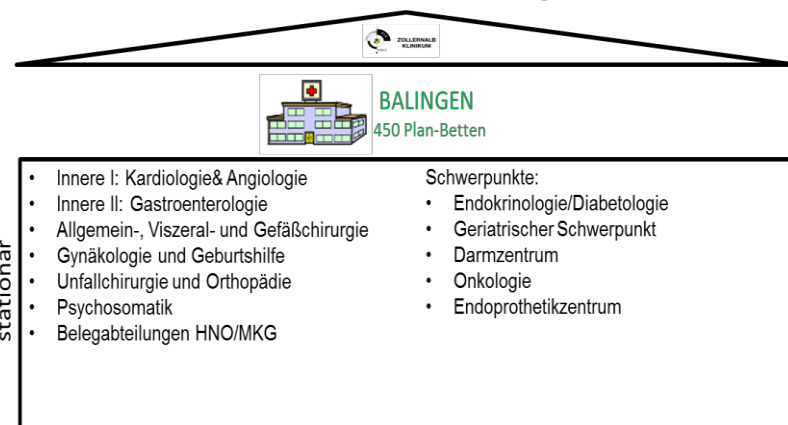 ZOLLERNALB
KLINIKUM
BALINGEN
450 Plan-Betten
stationär
• Innere I: Kardiologie& Angiologie
• Innere II: Gastroenterologie
• Allgemein-, Viszeral- und Gefäßchirurgie
• Gynäkologie und Geburtshilfe
• Unfallchirurgie und Orthopädie
• Psychosomatik
• Belegabteilungen HNO/MKG
Schwerpunkte:
• Endokrinologie/Diabetologie
• Geriatrischer Schwerpunkt
• Darmzentrum
• Onkologie
• Endoprothetikzentrum